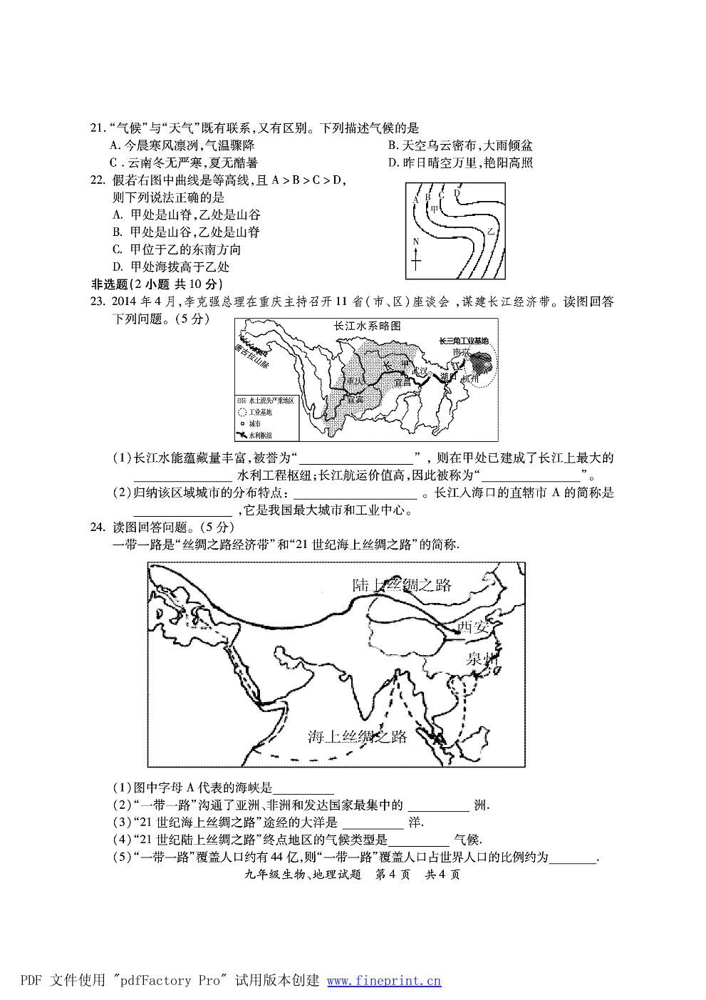 21. “气候”与“天气”既有联系,又有区别。下列描述气候的是
A. 今晨寒风凛冽,气温骤降 B. 天空乌云密布,大雨倾盆
C .云南冬无严寒,夏无酷暑 D. 昨日晴空万里,艳阳高照
22. 假若右图中曲线是等高线,且 A>B>C>D,
则下列说法正确的是
A. 甲处是山脊,乙处是山谷
B. 甲处是山谷,乙处是山脊
C. 甲位于乙的东南方向
D. 甲处海拔高于乙处
A B C D
甲
乙
N
非选题(2 小题 共 10 分)
23. 2014 年 4 月,李克强总理在重庆主持召开 11 省(市、区)座谈会 ,谋建长江经济带。读图回答
下列问题。(5 分)
长江水系略图
长三角工业基地
唐古拉山脉
南京
长 甲 武汉 江
重庆 宜昌 湖口 杭州 A
宜宾
水土流失严重地区
工业基地
城市
水利枢纽
(1)长江水能蕴藏量丰富,被誉为“________________”,则在甲处已建成了长江上最大的
______________ 水利工程枢纽;长江航运价值高,因此被称为“______________”。
(2)归纳该区域城市的分布特点: __________________ 。长江入海口的直辖市 A 的简称是
______________ ,它是我国最大城市和工业中心。
24. 读图回答问题。(5 分)
一带一路是“丝绸之路经济带”和“21 世纪海上丝绸之路”的简称.
陆上丝绸之路
西安
泉州
海上丝绸之路
A
(1)图中字母 A 代表的海峡是_________
(2)“一带一路”沟通了亚洲、非洲和发达国家最集中的 _________ 洲.
(3)“21 世纪海上丝绸之路”途经的大洋是 _________ 洋.
(4)“21 世纪陆上丝绸之路”终点地区的气候类型是_________ 气候.
(5)“一带一路”覆盖人口约有 44 亿,则“一带一路”覆盖人口占世界人口的比例约为_______.
九年级生物、地理试题 第 4 页 共 4 页
PDF 文件使用 "pdfFactory Pro" 试用版本创建 www.fineprint.cn